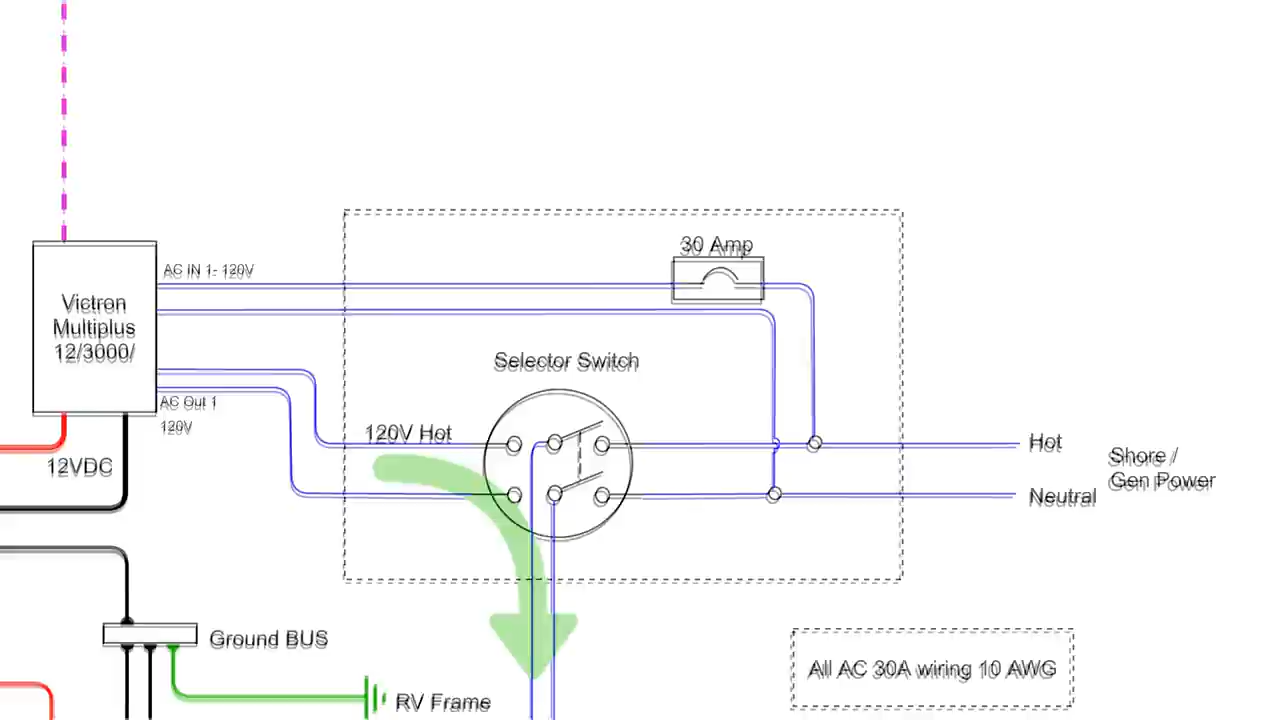 30 Amp
AC IN 1- 120V
Victron
Multiplus
12/3000/
Selector Switch
AC Out 1
120V
120V Hot
Hot
Shore /
Gen Power
12VDC
Neutral
Ground BUS
All AC 30A wiring 10 AWG
RV Frame